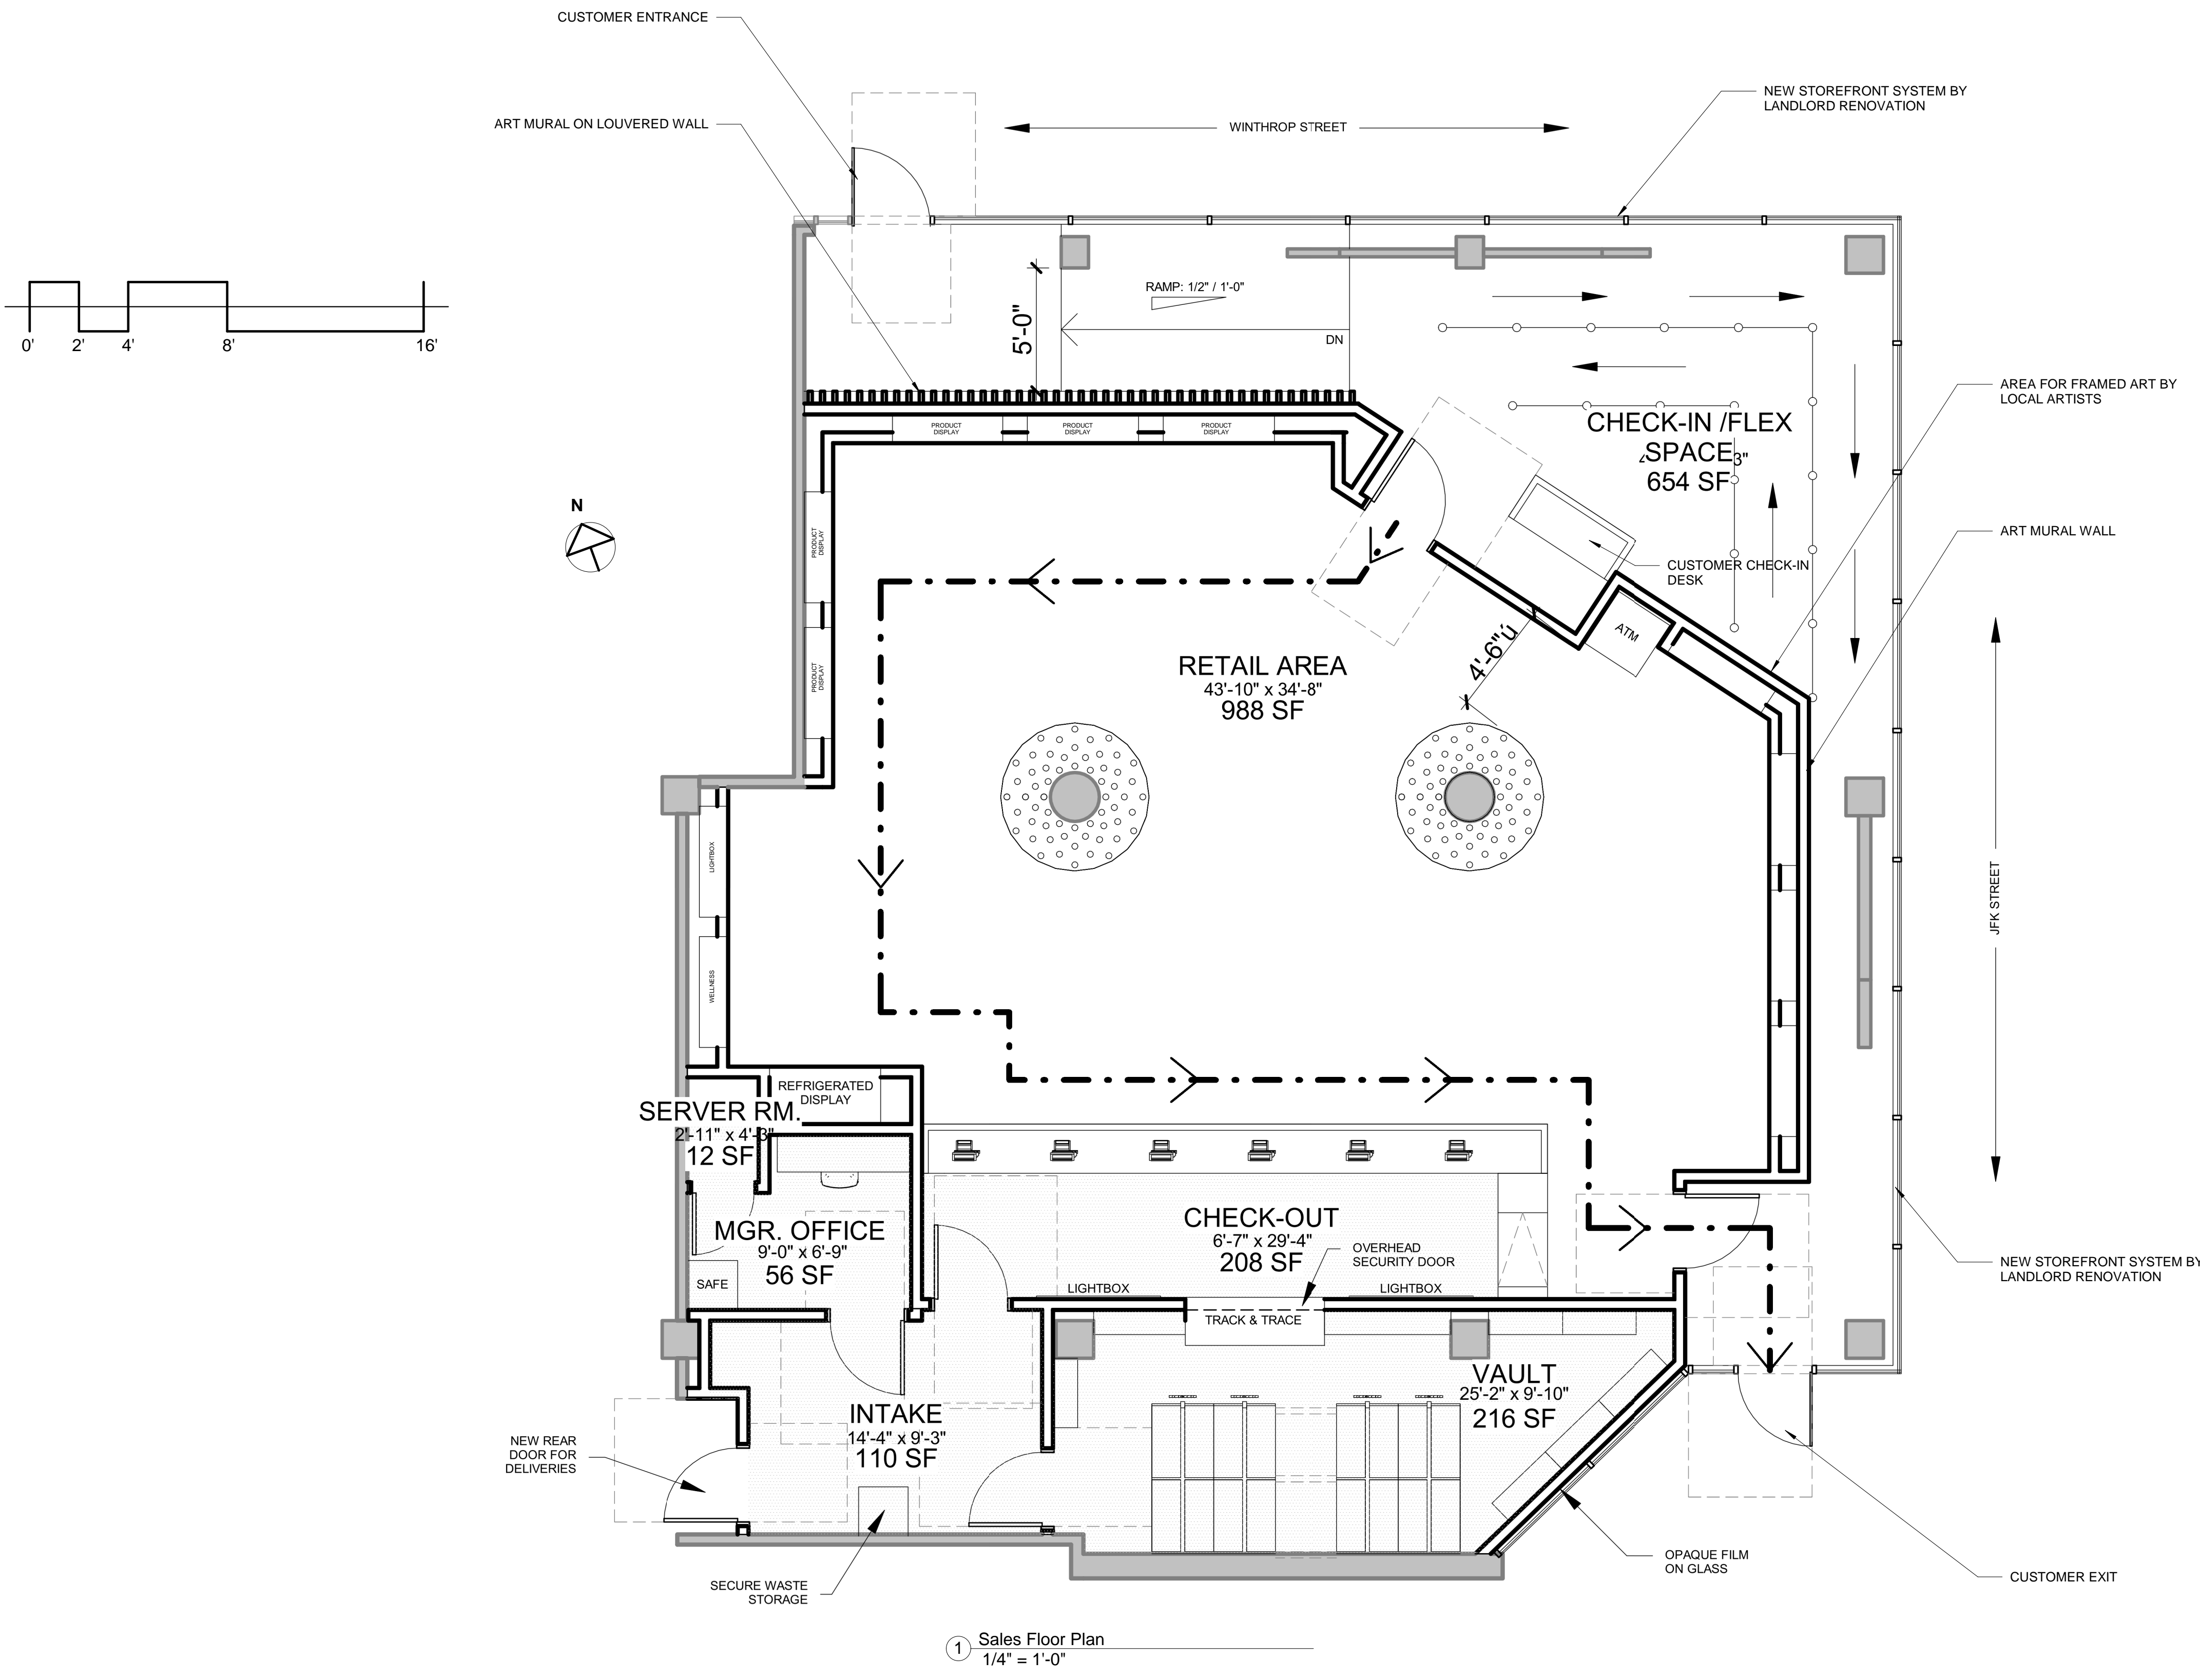 CUSTOMER ENTRANCE
NEW STOREFRONT SYSTEM BY
LANDLORD RENOVATION
ART MURAL ON LOUVERED WALL
WINTHROP STREET
RAMP: 1/2" / 1'-0"
5'-0"
DN
0' 2' 4' 8' 16'
AREA FOR FRAMED ART BY
LOCAL ARTISTS
CHECK-IN /FLEX
SPACE 3"
654 SF
PRODUCT
DISPLAY
PRODUCT
DISPLAY
PRODUCT
DISPLAY
N
PRODUCT
DISPLAY
ART MURAL WALL
CUSTOMER CHECK-IN
DESK
ATM
4'-6"ú
RETAIL AREA
43'-10" x 34'-8"
988 SF
PRODUCT
DISPLAY
LIGHTBOX
JFK STREET
WELLNESS
REFRIGERATED
DISPLAY
SERVER RM.
2'-11" x 4'-3"
12 SF
MGR. OFFICE
9'-0" x 6'-9"
56 SF
SAFE
CHECK-OUT
6'-7" x 29'-4"
208 SF
OVERHEAD
SECURITY DOOR
LIGHTBOX
LIGHTBOX
TRACK & TRACE
NEW STOREFRONT SYSTEM BY
LANDLORD RENOVATION
VAULT
25'-2" x 9'-10"
216 SF
INTAKE
14'-4" x 9'-3"
110 SF
NEW REAR
DOOR FOR
DELIVERIES
OPAQUE FILM
ON GLASS
CUSTOMER EXIT
SECURE WASTE
STORAGE
1 Sales Floor Plan
1/4" = 1'-0"